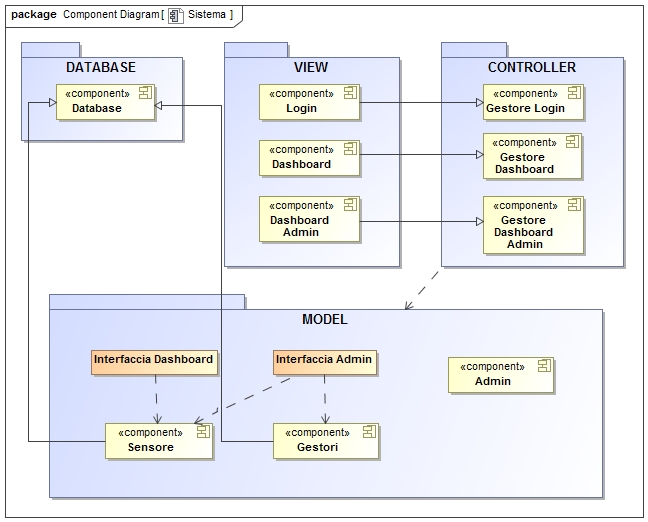 package Component Diagram [ Sistema ]
DATABASE
«component»
Database
VIEW
«component»
Login
«component»
Dashboard
«component»
Dashboard
Admin
CONTROLLER
«component»
Gestore Login
«component»
Gestore
Dashboard
«component»
Gestore
Dashboard
Admin
MODEL
Interfaccia Dashboard
Interfaccia Admin
«component»
Admin
«component»
Sensore
«component»
Gestori